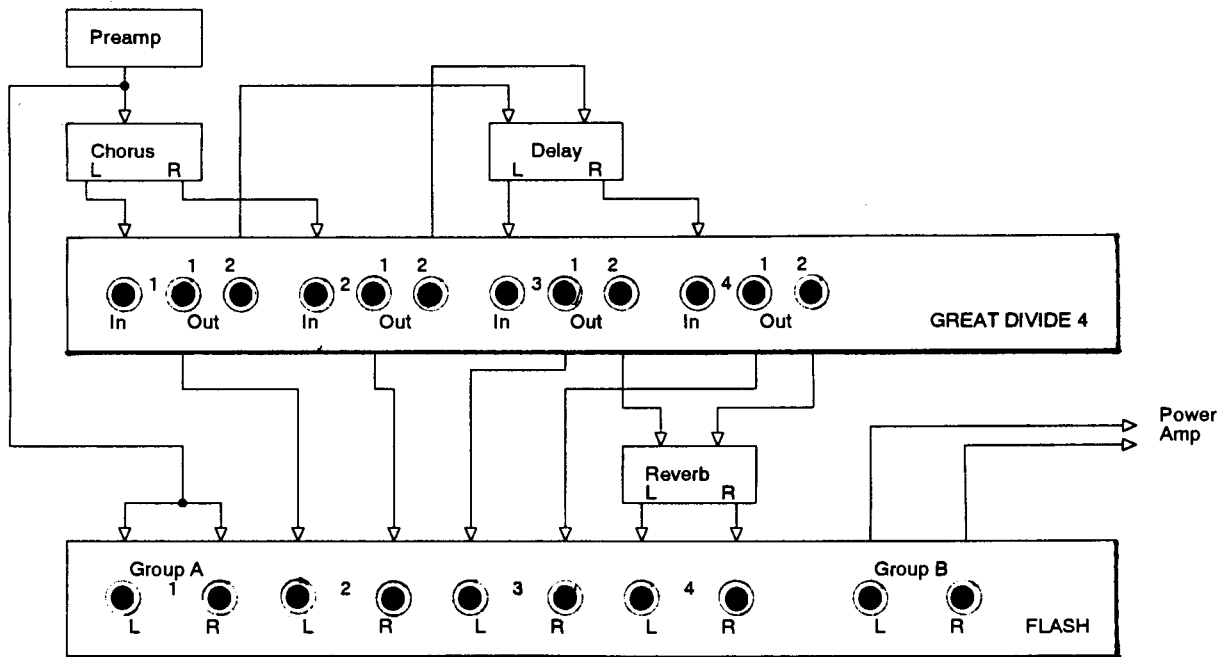 Preamp
Chorus
L R
Delay
L R
1 2 1 2 1 2 1 2
1 2 3 4
In Out In Out In Out In Out
GREAT DIVIDE 4
Power
Amp
Reverb
L R
Group A Group B
1 2 3 4
L R L R L R L R L R
FLASH